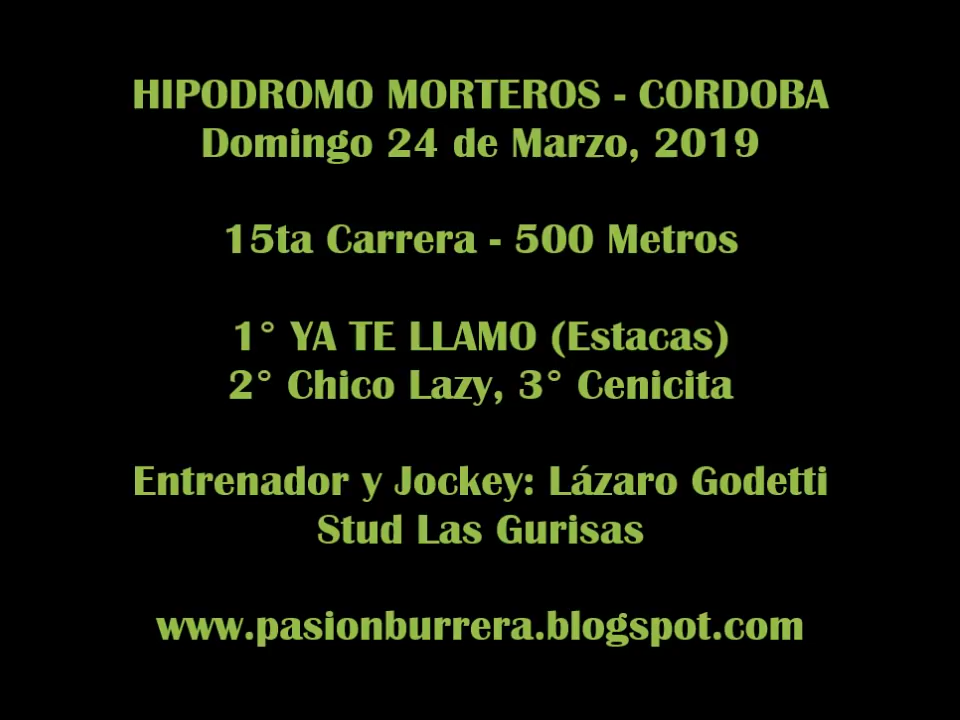 HIPODROMO MORTEROS - CORDOBA
Domingo 24 de Marzo, 2019
15ta Carrera - 500 Metros
1° YA TE LLAMO (Estacas)
2° Chico Lazy, 3° Cenicita
Entrenador y Jockey: Lázaro Godetti
Stud Las Gurisas
www.pasionburrera.blogspot.com